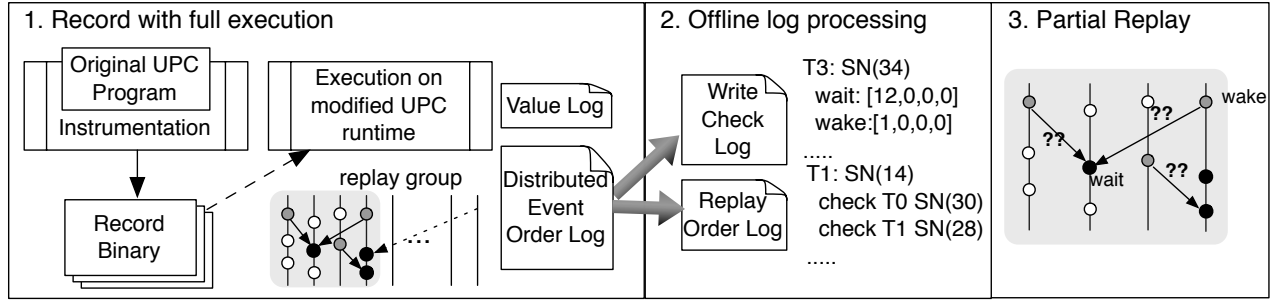 1. Record with full execution
Original UPC
Program
Instrumentation
Record
Binary
Execution on
modified UPC
runtime
replay group
...
Value Log
Distributed
Event
Order Log
2. Offline log processing
Write
Check
Log
Replay
Order Log
T3: SN(34)
wait: [12,0,0,0]
wake:[1,0,0,0]
.....
T1: SN(14)
check T0 SN(30)
check T1 SN(28)
.....
3. Partial Replay
wake
??
??
??
wait